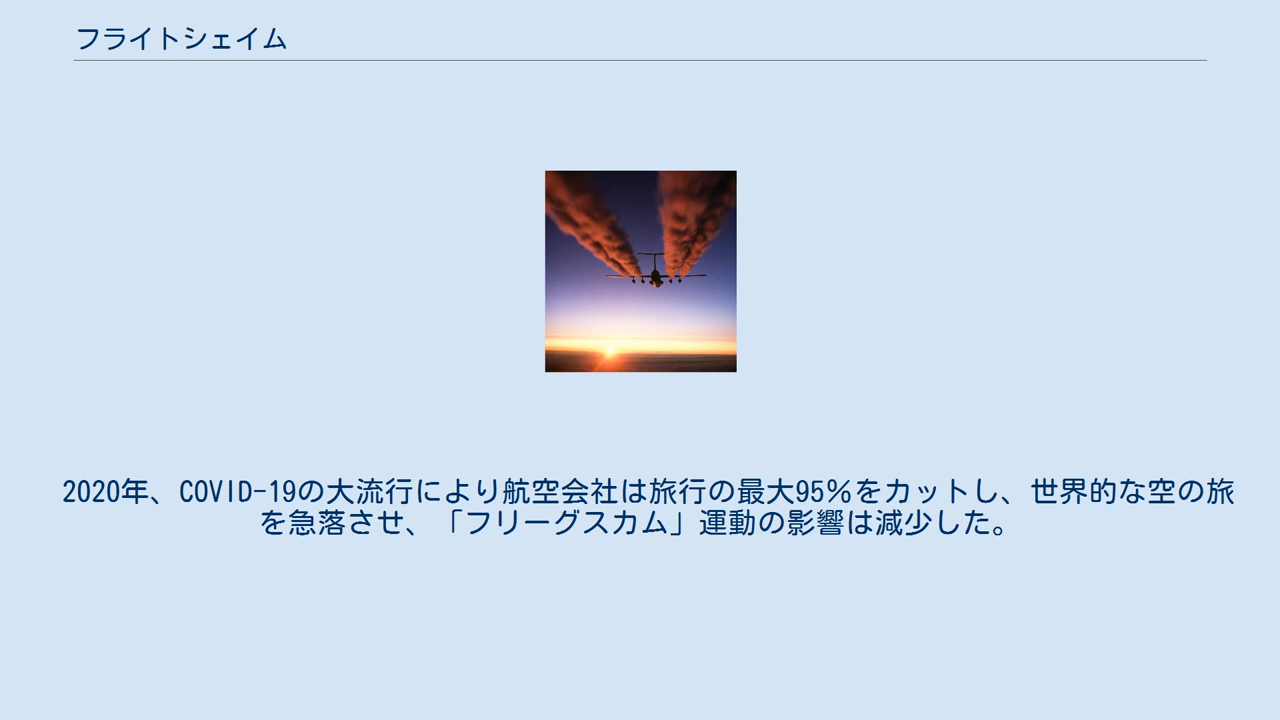 フライトシェイム
2020年、COVID-19の大流行により航空会社は旅行の最大95％をカットし、世界的な空の旅
を急落させ、「フリーグスカム」運動の影響は減少した。